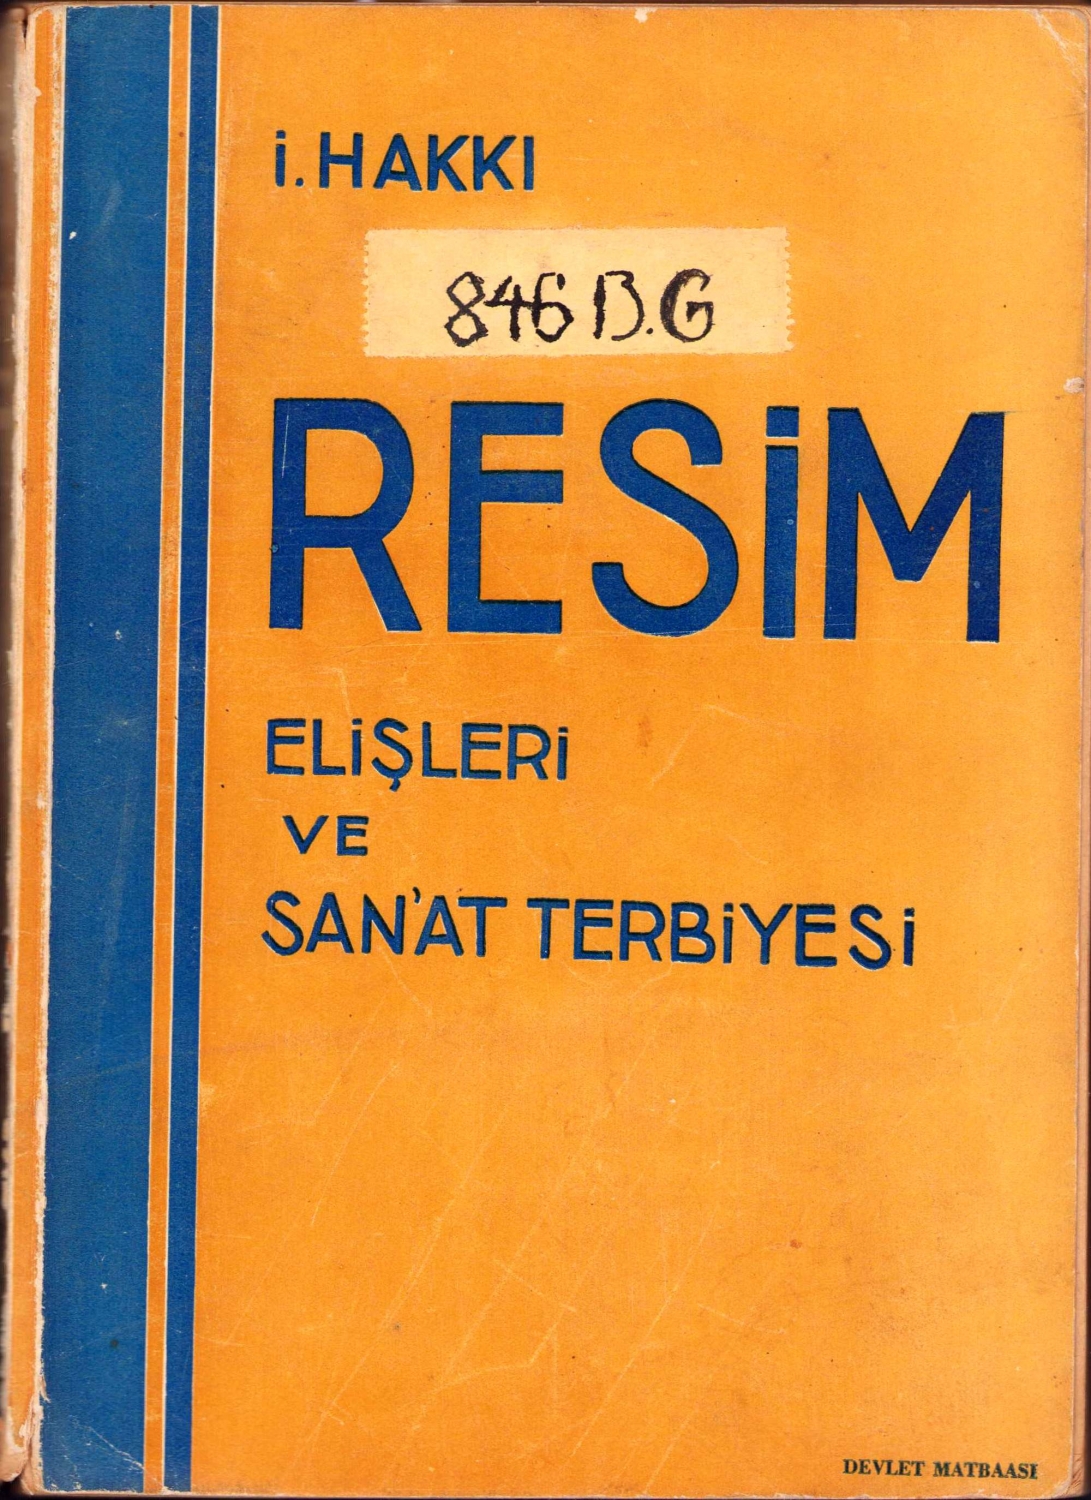 İ. HAKKI
846 B.G
RESİM
ELİŞLERİ
VE
SAN'AT TERBİYESİ
DEVLET MATBAASI